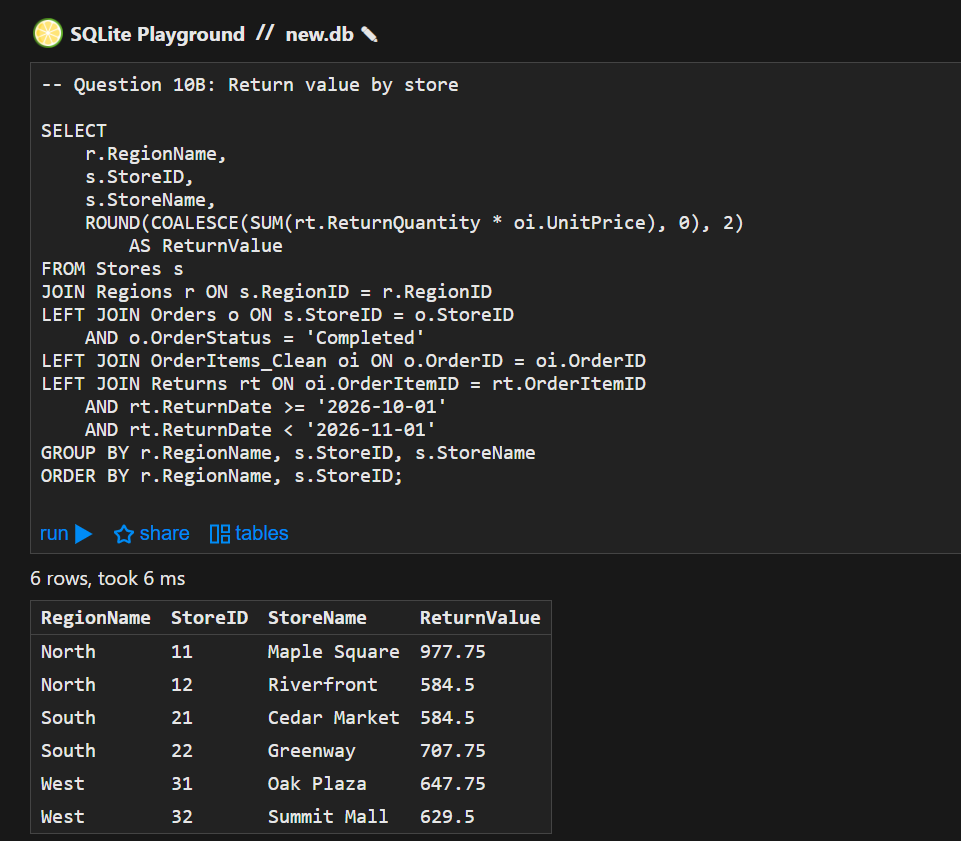 SQLite Playground // new.db
-- Question 10B: Return value by store
SELECT
    r.RegionName,
    s.StoreID,
    s.StoreName,
    ROUND(COALESCE(SUM(rt.ReturnQuantity * oi.UnitPrice), 0), 2)
        AS ReturnValue
FROM Stores s
JOIN Regions r ON s.RegionID = r.RegionID
LEFT JOIN Orders o ON s.StoreID = o.StoreID
    AND o.OrderStatus = 'Completed'
LEFT JOIN OrderItems_Clean oi ON o.OrderID = oi.OrderID
LEFT JOIN Returns rt ON oi.OrderItemID = rt.OrderItemID
    AND rt.ReturnDate >= '2026-10-01'
    AND rt.ReturnDate < '2026-11-01'
GROUP BY r.RegionName, s.StoreID, s.StoreName
ORDER BY r.RegionName, s.StoreID;
run share tables
6 rows, took 6 ms
RegionName StoreID StoreName ReturnValue
North 11 Maple Square 977.75
North 12 Riverfront 584.5
South 21 Cedar Market 584.5
South 22 Greenway 707.75
West 31 Oak Plaza 647.75
West 32 Summit Mall 629.5